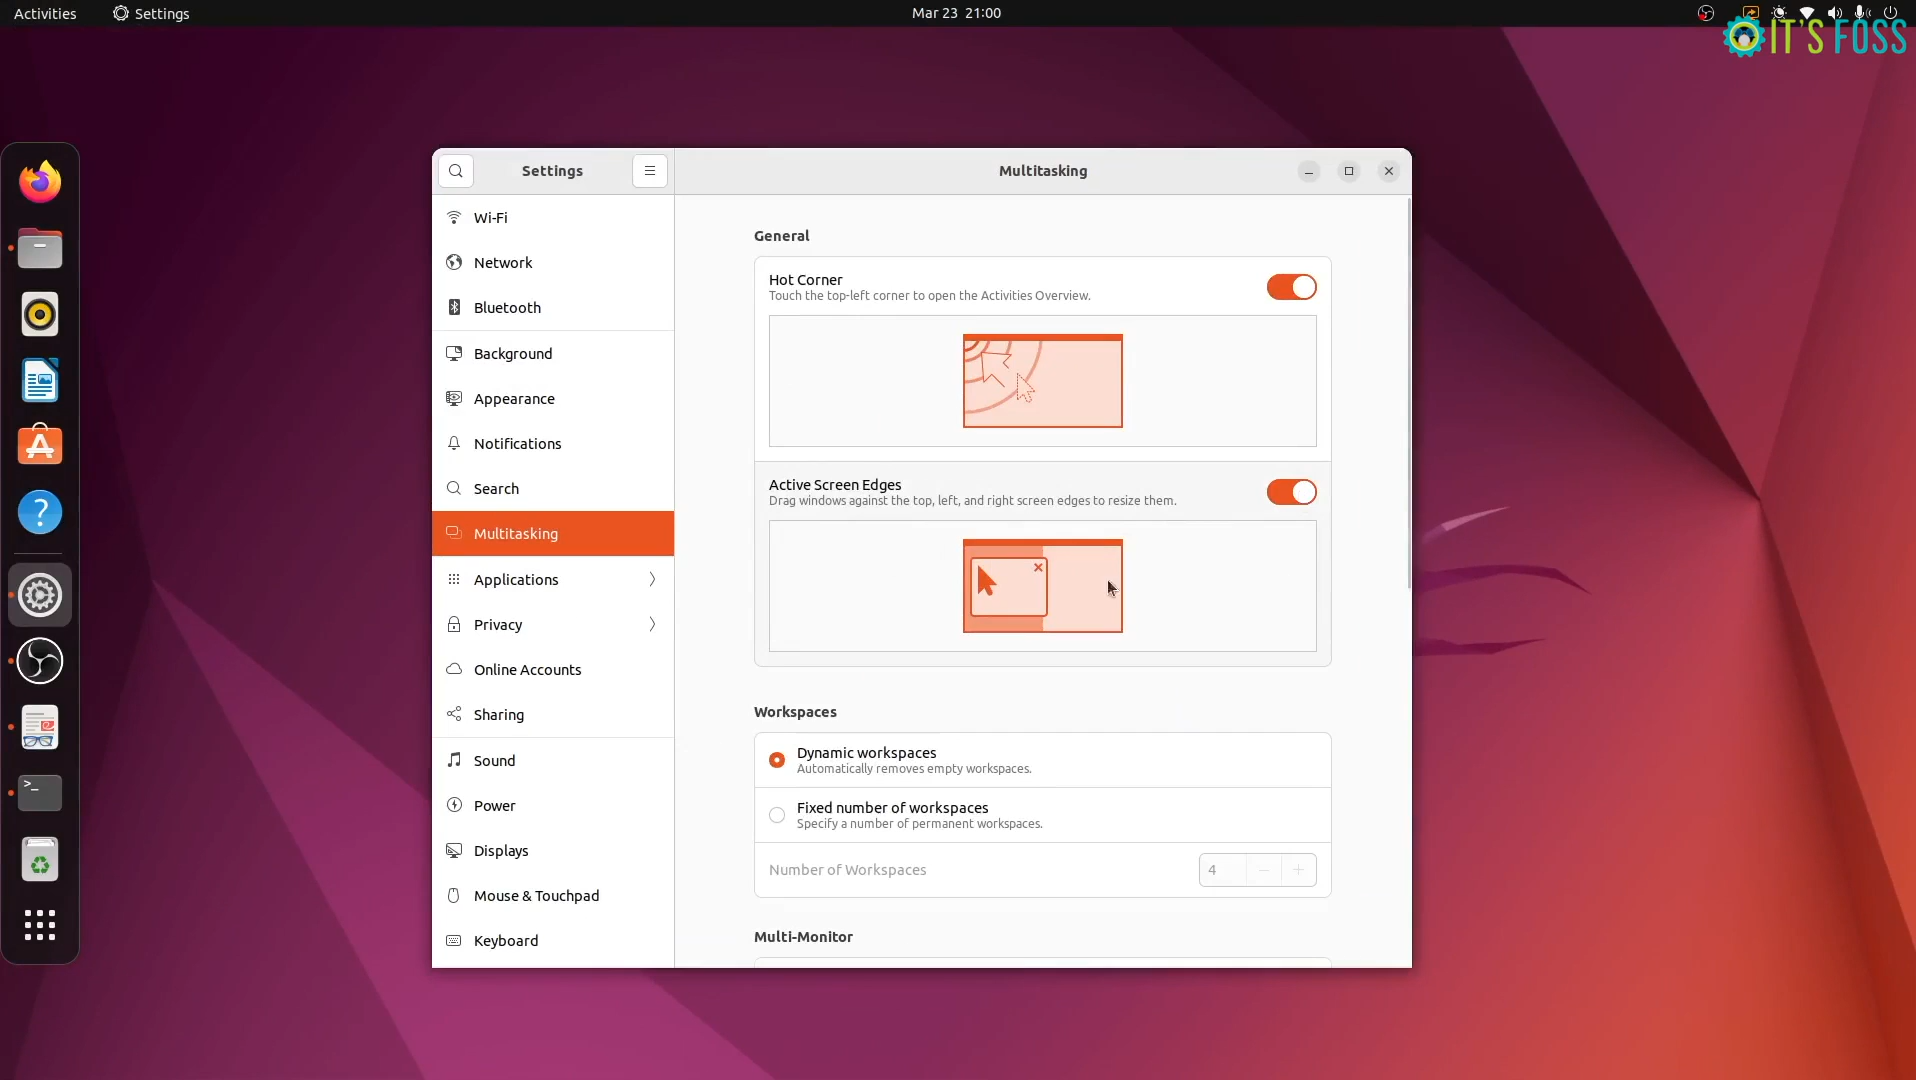 Activities
Settings
Mar 23 21:00
IT'S FOSS
Settings
Multitasking
Wi-Fi
Network
Bluetooth
Background
Appearance
Notifications
Search
Multitasking
Applications
Privacy
Online Accounts
Sharing
Sound
Power
Displays
Mouse & Touchpad
Keyboard
General
Hot Corner
Touch the top-left corner to open the Activities Overview.
Active Screen Edges
Drag windows against the top, left, and right screen edges to resize them.
Workspaces
Dynamic workspaces
Automatically removes empty workspaces.
Fixed number of workspaces
Specify a number of permanent workspaces.
Number of Workspaces
4
Multi-Monitor